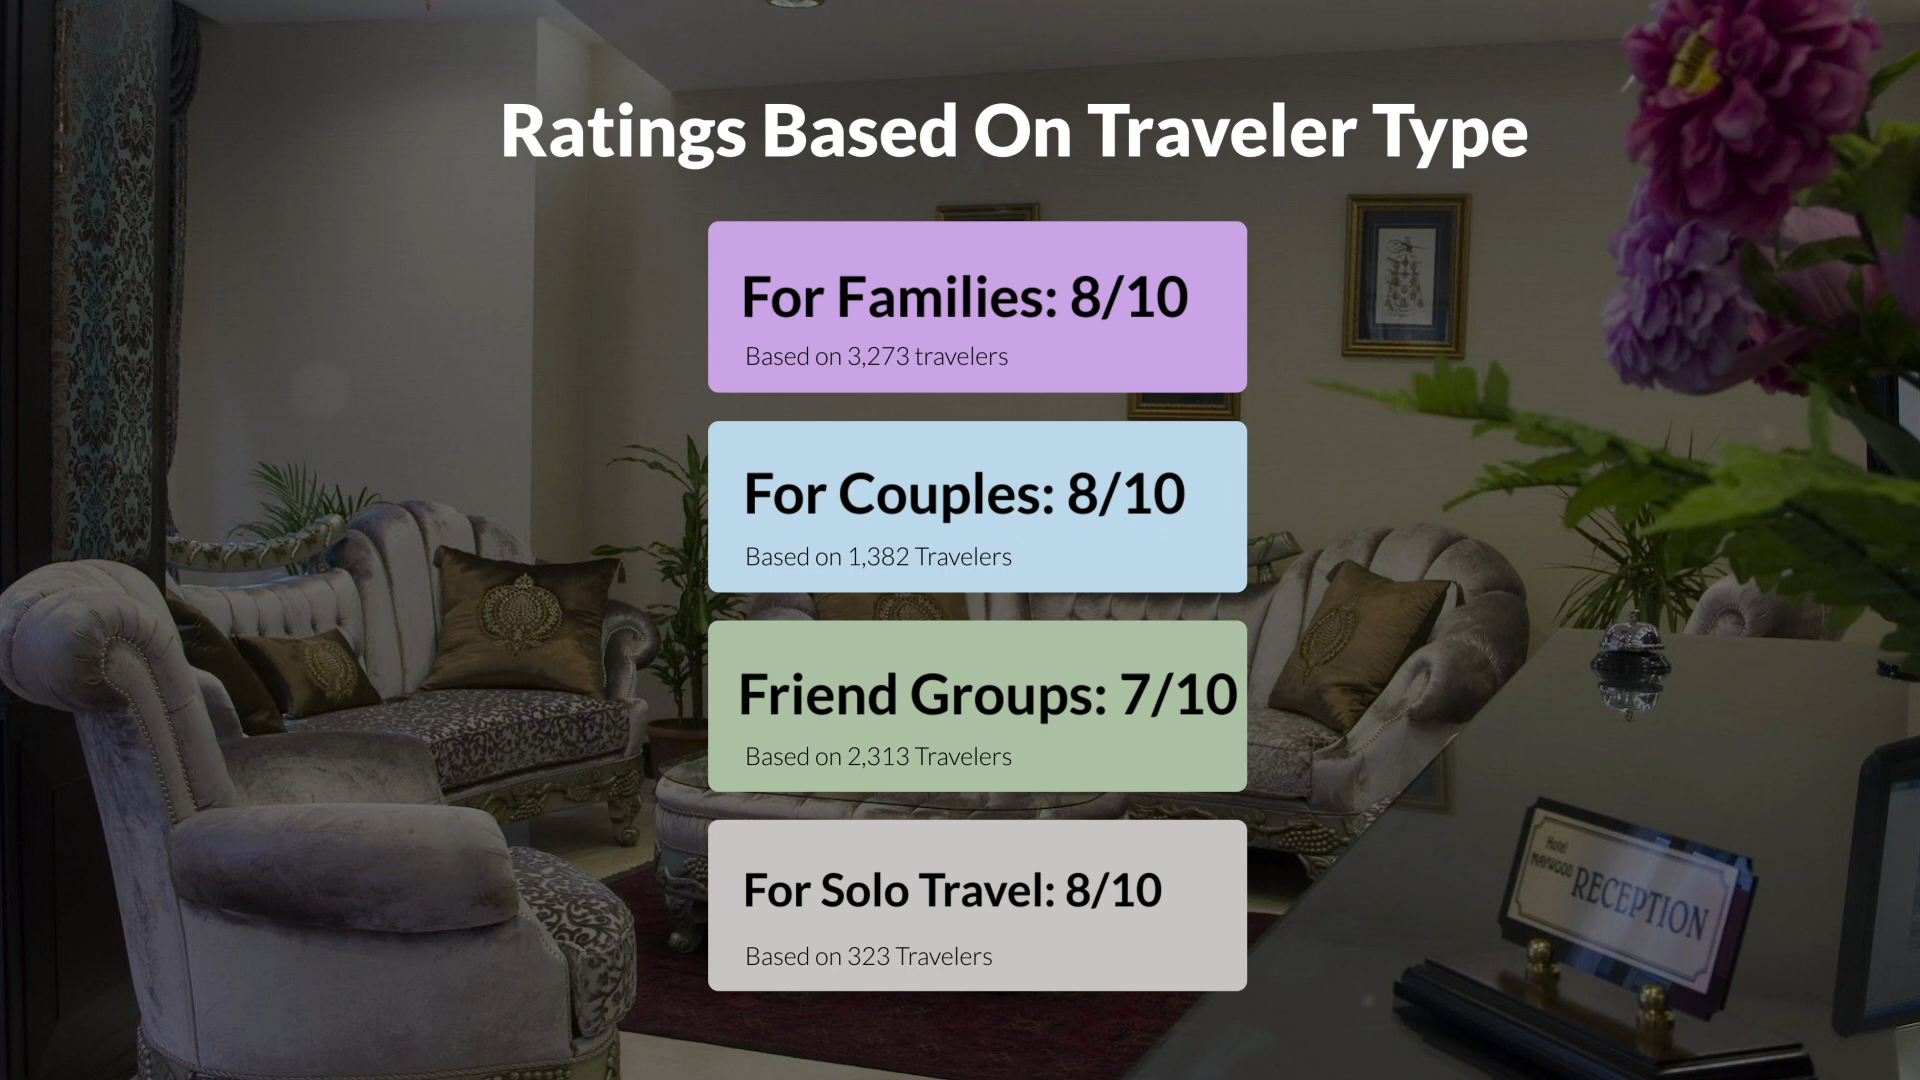 Ratings Based On Traveler Type
For Families: 8/10
Based on 3,273 travelers
For Couples: 8/10
Based on 1,382 Travelers
Friend Groups: 7/10
Based on 2,313 Travelers
For Solo Travel: 8/10
Based on 323 Travelers
Hotel
MAYWOOD
RECEPTION